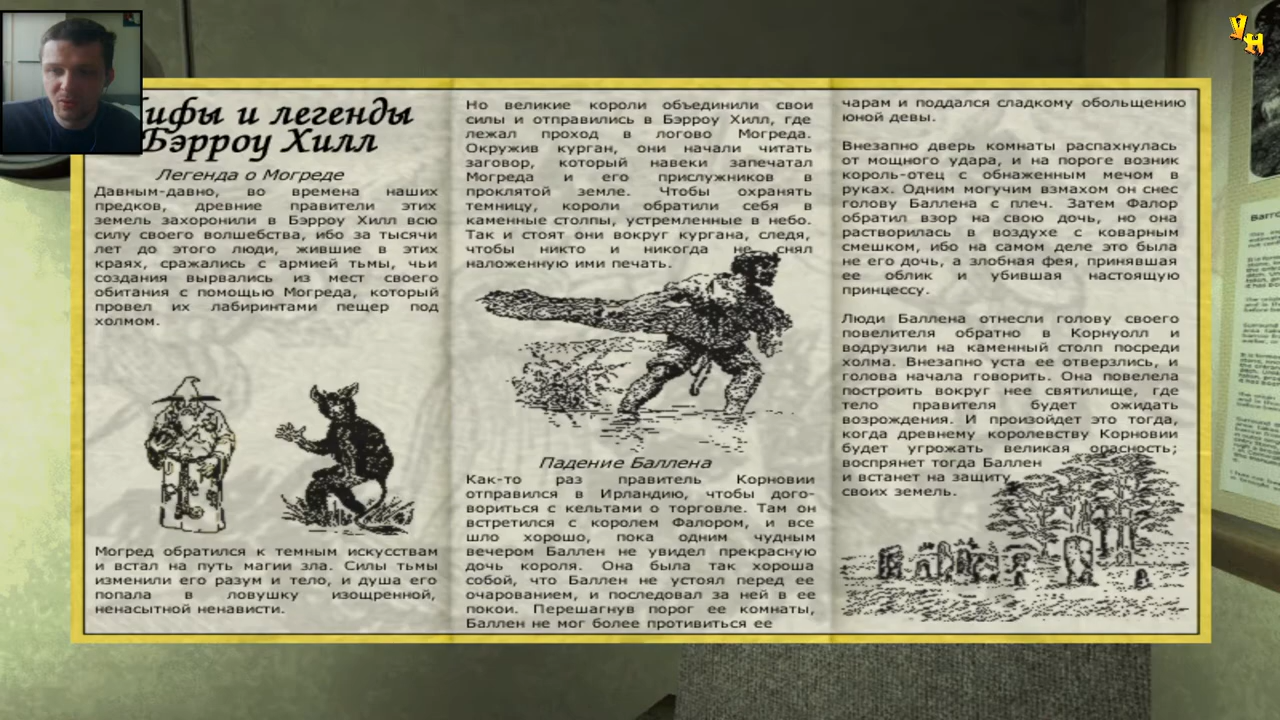 ифы и легенды
Бэрроу Хилл
Легенда о Могреде
Давным-давно, во времена наших
предков, древние правители этих
земель захоронили в Бэрроу Хилл всю
силу своего волшебства, ибо за тысячи
лет до этого люди, жившие в этих
краях, сражались с армией тьмы, чьи
создания вырвались из мест своего
обитания с помощью Могреда, который
провел их лабиринтами пещер под
холмом.
Могред обратился к темным искусствам
и встал на путь магии зла. Силы тьмы
изменили его разум и тело, и душа его
попала в ловушку изощренной,
ненасытной ненависти.
Но великие короли объединили свои
силы и отправились в Бэрроу Хилл, где
лежал проход в логово Могреда.
Окружив курган, они начали читать
заговор, который навеки запечатал
Могреда и его прислужников в
проклятой земле. Чтобы охранять
темницу, короли обратили себя в
каменные столпы, устремленные в небо.
Так и стоят они вокруг кургана, следя,
чтобы никто и никогда не снял
наложенную ими печать.
Падение Баллена
Как-то раз правитель Корновии
отправился в Ирландию, чтобы дого-
вориться с кельтами о торговле. Там он
встретился с королем Фалором, и все
шло хорошо, пока одним чудным
вечером Баллен не увидел прекрасную
дочь короля. Она была так хороша
собой, что Баллен не устоял перед ее
очарованием, и последовал за ней в ее
покои. Перешагнув порог ее комнаты,
Баллен не мог более противиться ее
чарам и поддался сладкому обольщению
юной девы.
Внезапно дверь комнаты распахнулась
от мощного удара, и на пороге возник
король-отец с обнаженным мечом в
руках. Одним могучим взмахом он снес
голову Баллена с плеч. Затем Фалор
обратил взор на свою дочь, но она
растворилась в воздухе с коварным
смешком, ибо на самом деле это была
не его дочь, а злобная фея, принявшая
ее облик и убившая настоящую
принцессу.
Люди Баллена отнесли голову своего
повелителя обратно в Корнуолл и
водрузили на каменный столп посреди
холма. Внезапно уста ее отверзлись, и
голова начала говорить. Она повелела
построить вокруг нее святилище, где
тело правителя будет ожидать
возрождения. И произойдет это тогда,
когда древнему королевству Корновии
будет угрожать великая опасность;
воспрянет тогда Баллен
и встанет на защиту
своих земель.
УН